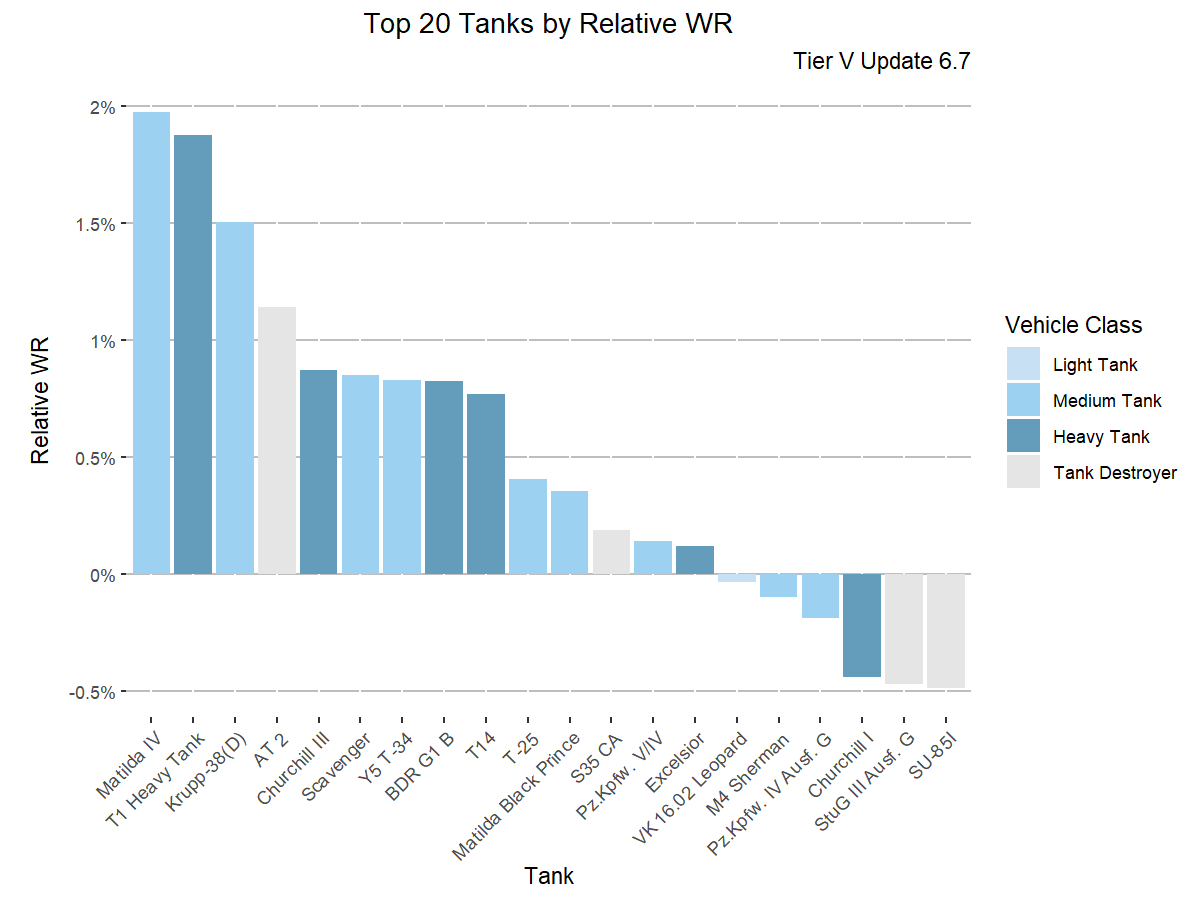 Top 20 Tanks by Relative WR
Tier V Update 6.7
2%
1.5%
1%
0.5%
0%
-0.5%
Relative WR
Matilda IV
T1 Heavy Tank
Krupp-38(D)
AT 2
Churchill III
Scavenger
Y5 T-34
BDR G1 B
T14
T-25
Matilda Black Prince
S35 CA
Pz.Kpfw. V/IV
Excelsior
VK 16.02 Leopard
M4 Sherman
Pz.Kpfw. IV Ausf. G
Churchill I
StuG III Ausf. G
SU-85I
Tank
Vehicle Class
Light Tank
Medium Tank
Heavy Tank
Tank Destroyer